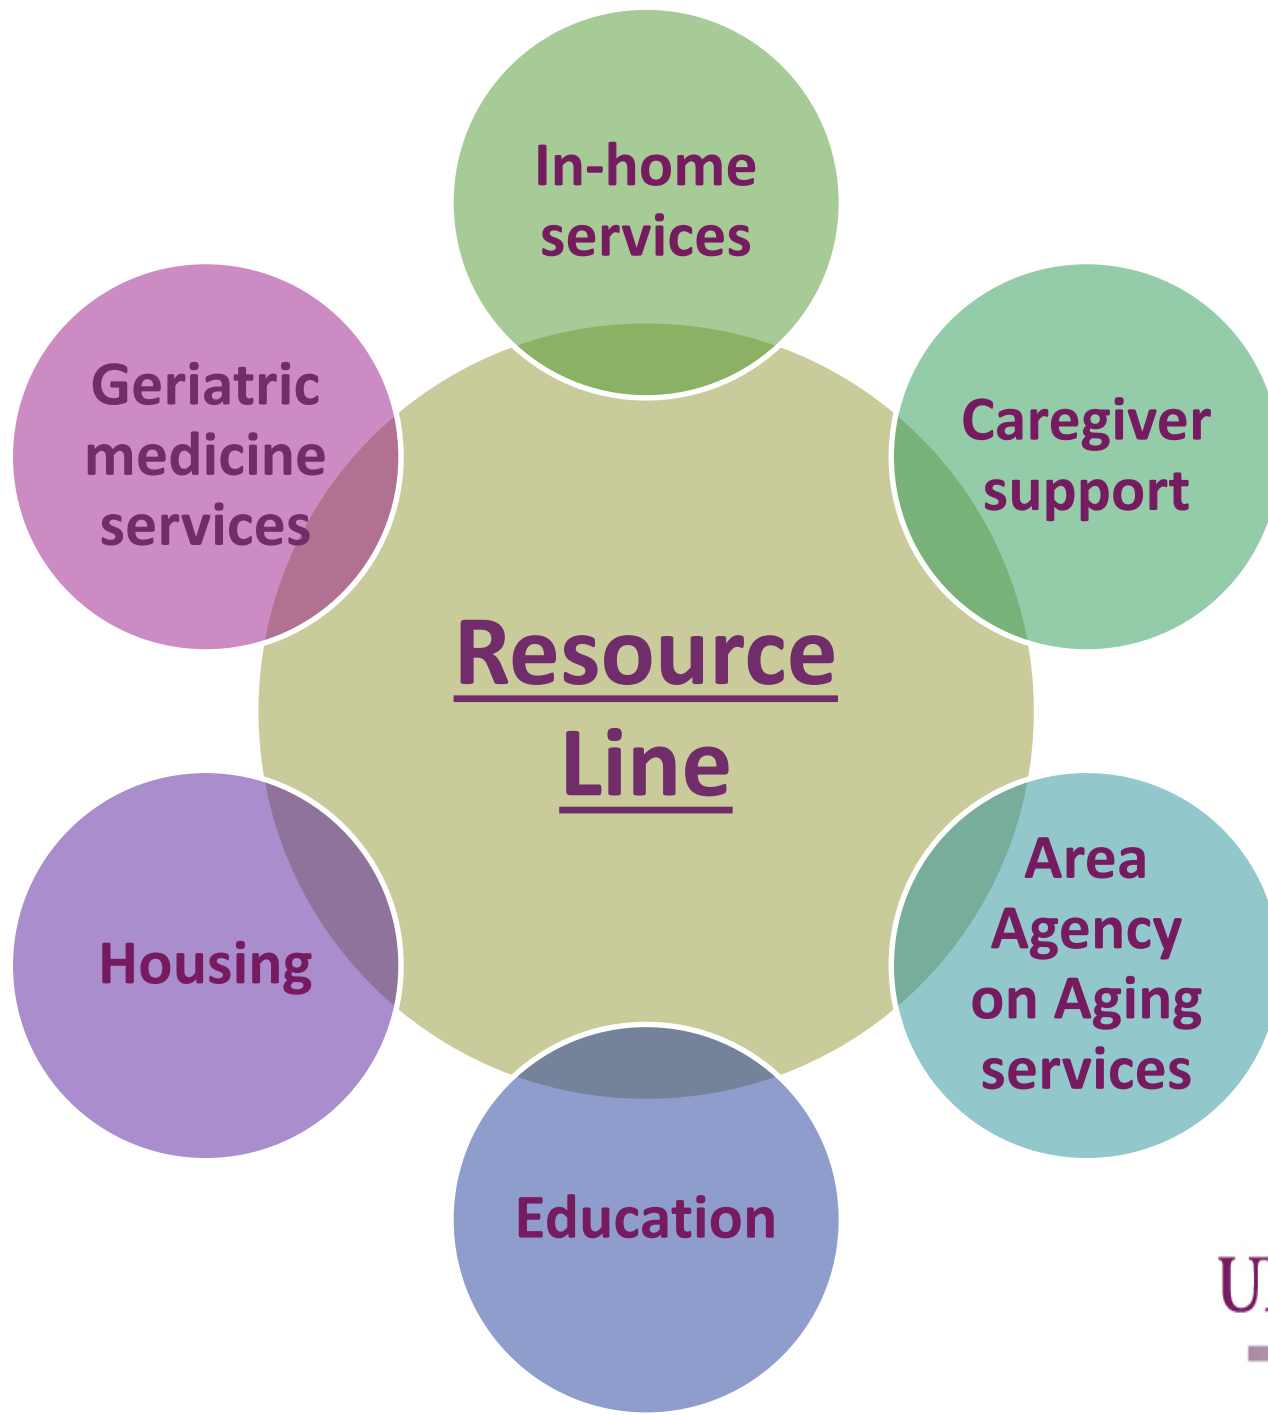 In-home
services
Geriatric
medicine
services
Caregiver
support
Resource
Line
Area
Agency
on Aging
services
Housing
Education